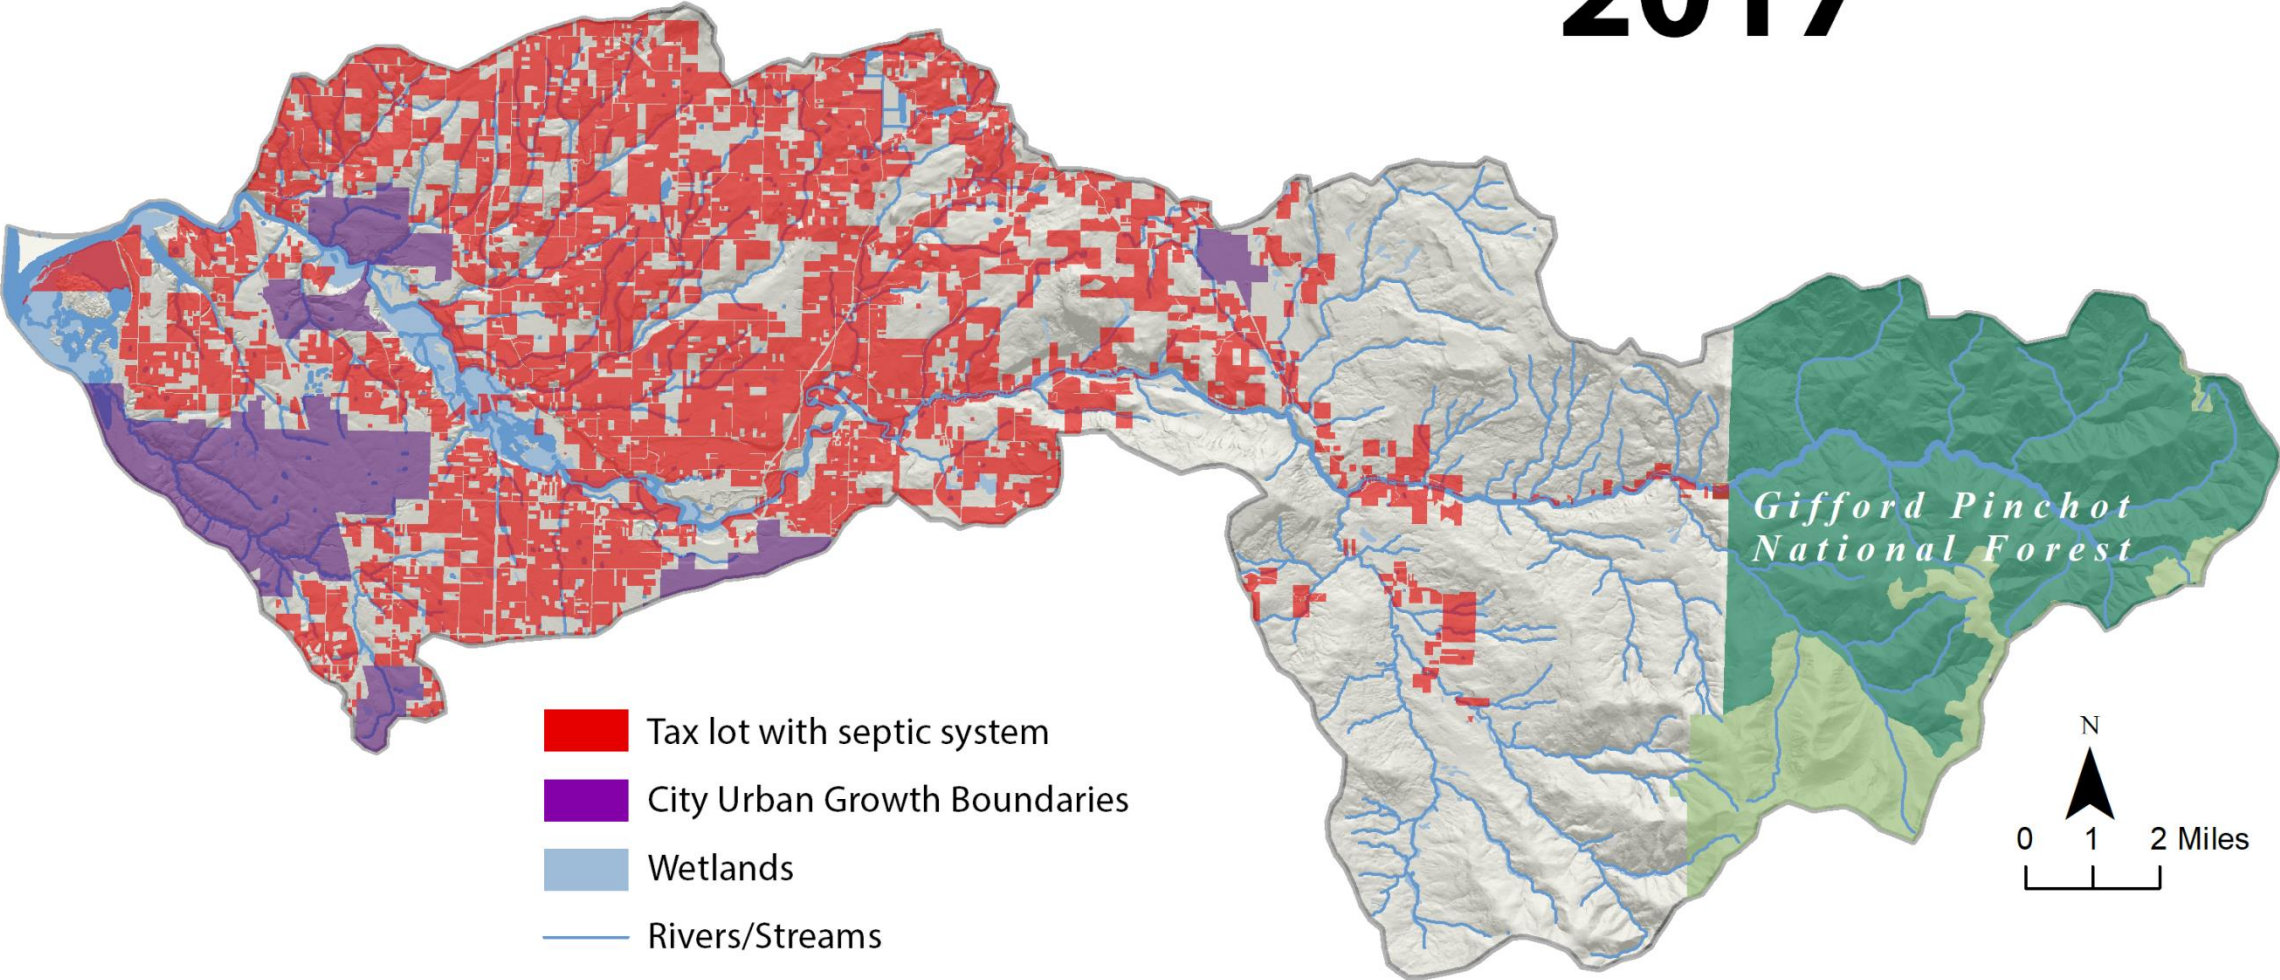 2017
Gifford Pinchot
National Forest
Tax lot with septic system
City Urban Growth Boundaries
Wetlands
Rivers/Streams
N
0 1 2 Miles